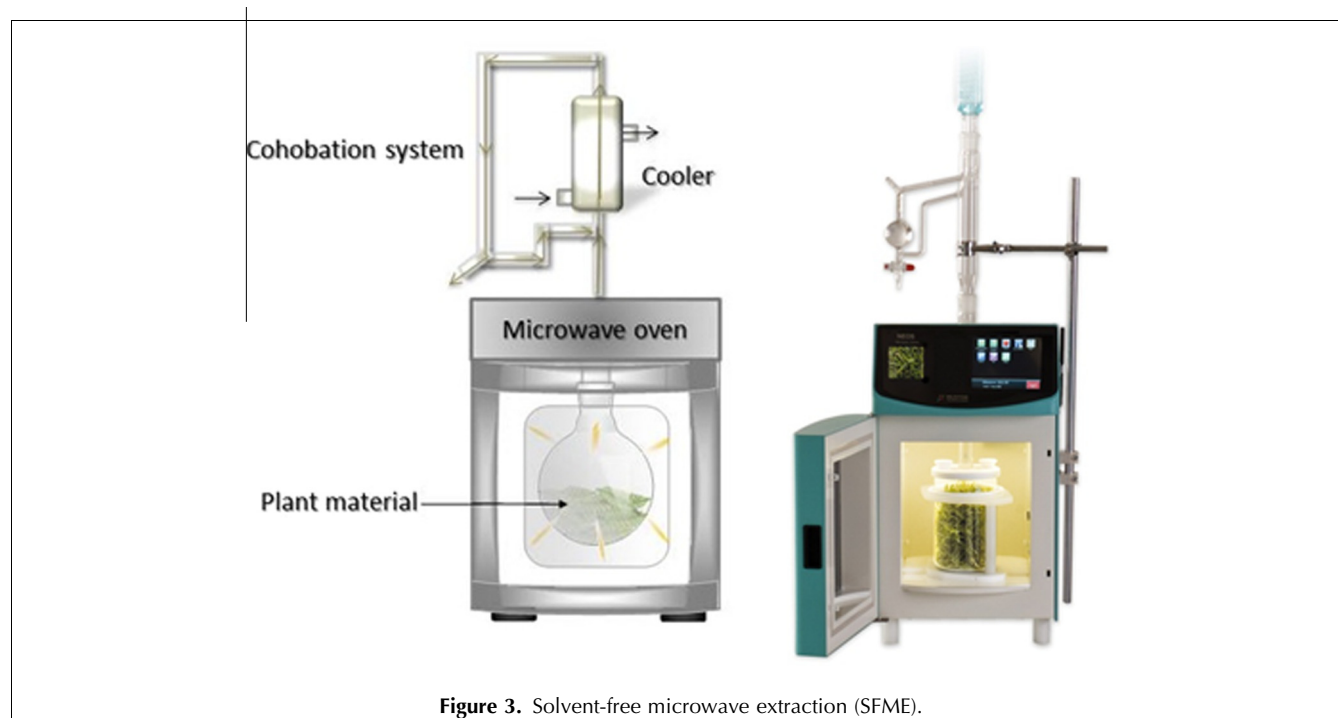 Cohobation system
Cooler
Microwave oven
Plant material
Figure 3. Solvent-free microwave extraction (SFME).